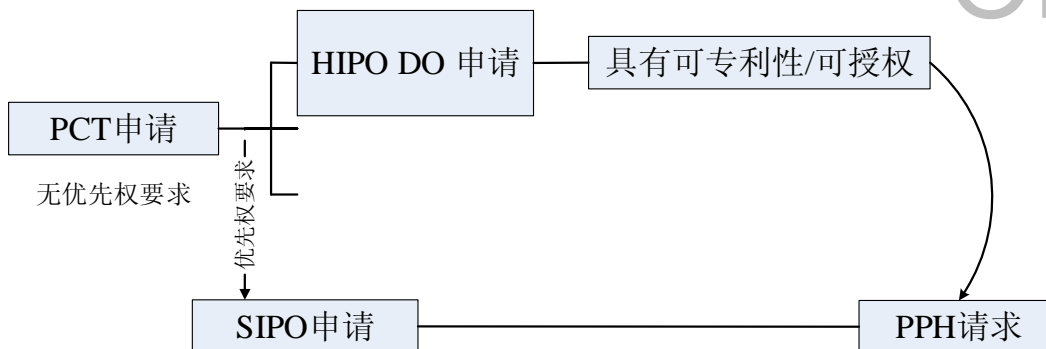 HIPO DO 申请
具有可专利性/可授权
PCT申请
无优先权要求
优先权要求
SIPO申请
PPH请求